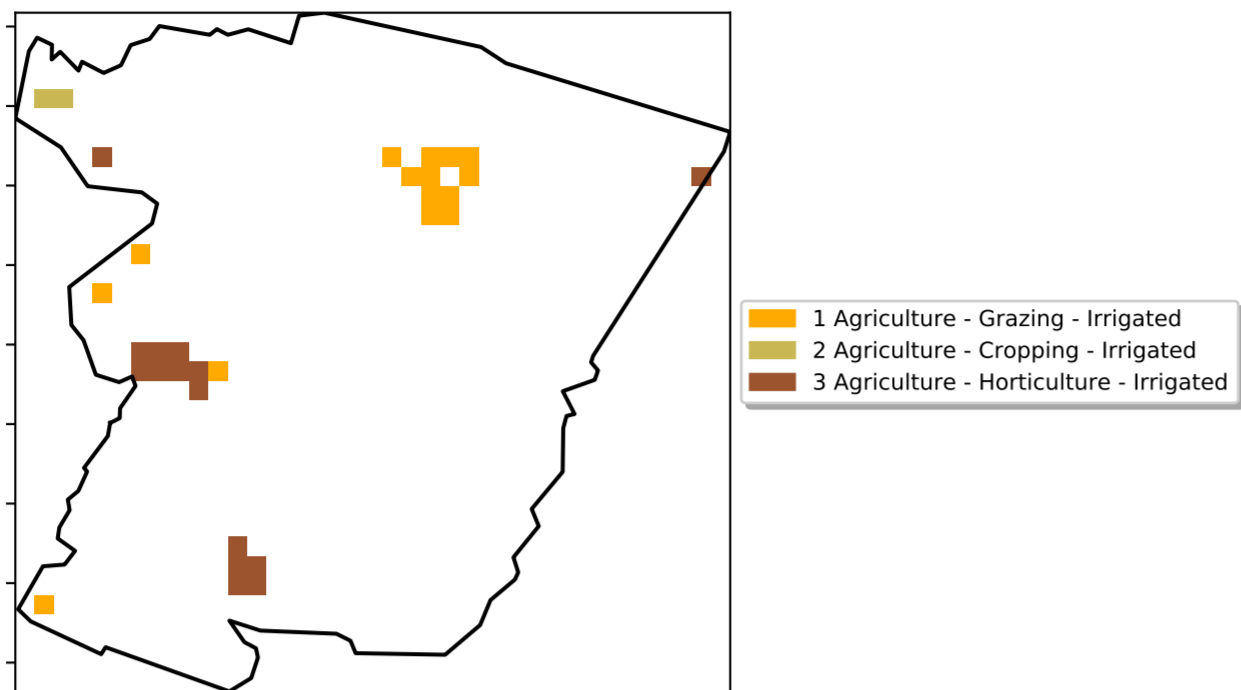 1 Agriculture - Grazing - Irrigated
2 Agriculture - Cropping - Irrigated
3 Agriculture - Horticulture - Irrigated